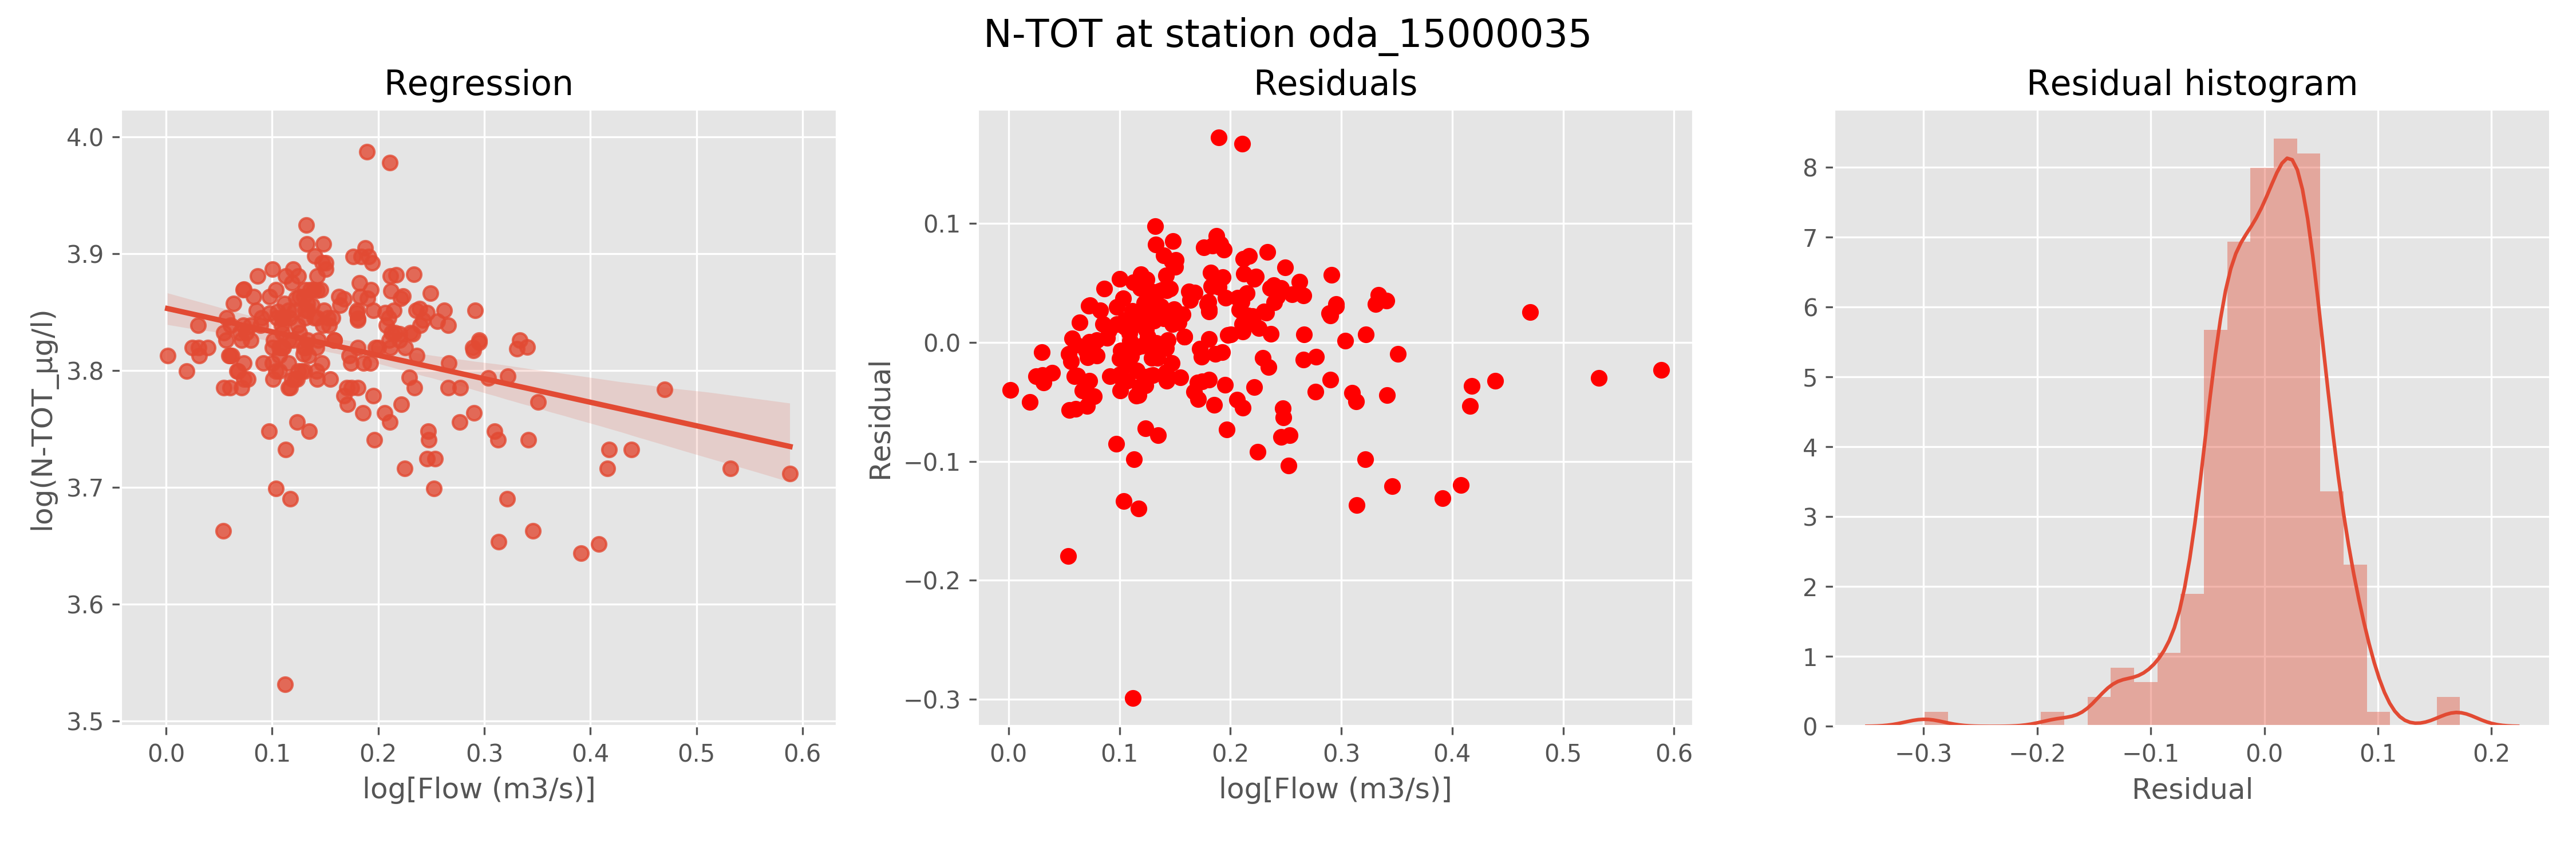 N-TOT at station oda_15000035
Regression
Residuals
Residual histogram
4.0
3.9
3.8
3.7
3.6
3.5
log(N-TOT_µg/l)
0.0 0.1 0.2 0.3 0.4 0.5 0.6
log[Flow (m3/s)]
0.1
0.0
−0.1
−0.2
−0.3
Residual
0.0 0.1 0.2 0.3 0.4 0.5 0.6
log[Flow (m3/s)]
8
7
6
5
4
3
2
1
0
−0.3 −0.2 −0.1 0.0 0.1 0.2
Residual